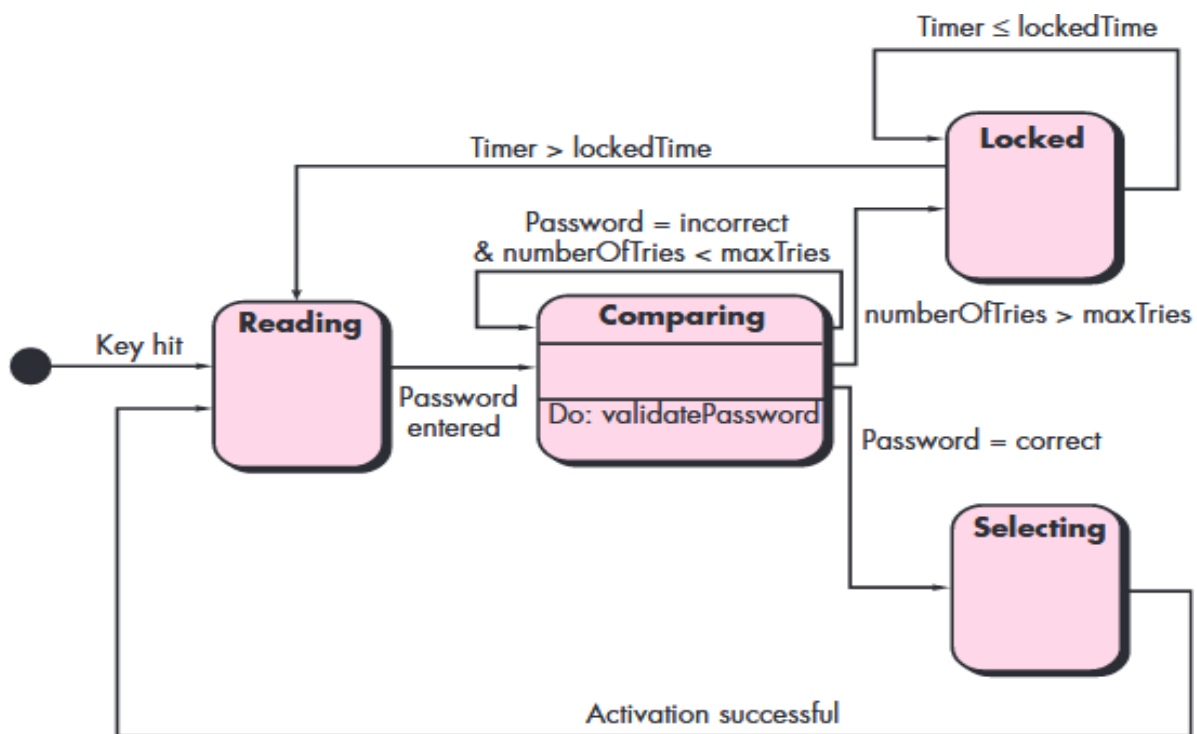 Timer ≤ lockedTime
Locked
Timer > lockedTime
Password = incorrect
& numberOfTries < maxTries
Reading
Comparing
numberOfTries > maxTries
Key hit
Password
entered
Do: validatePassword
Password = correct
Selecting
Activation successful